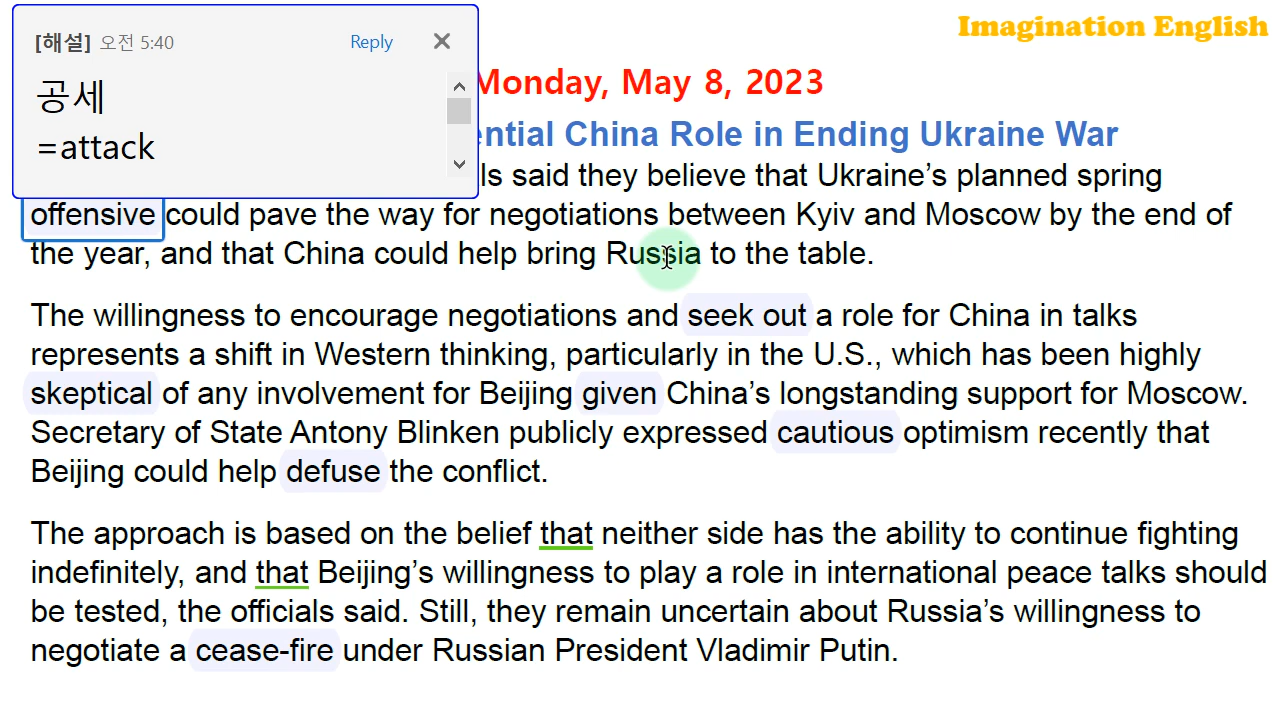 [해설] 오전 5:40 Reply
공세
=attack
Imagination English
Monday, May 8, 2023
China Role in Ending Ukraine War
said they believe that Ukraine’s planned spring
offensive could pave the way for negotiations between Kyiv and Moscow by the end of
the year, and that China could help bring Russia to the table.
The willingness to encourage negotiations and seek out a role for China in talks
represents a shift in Western thinking, particularly in the U.S., which has been highly
skeptical of any involvement for Beijing given China’s longstanding support for Moscow.
Secretary of State Antony Blinken publicly expressed cautious optimism recently that
Beijing could help defuse the conflict.
The approach is based on the belief that neither side has the ability to continue fighting
indefinitely, and that Beijing’s willingness to play a role in international peace talks should
be tested, the officials said. Still, they remain uncertain about Russia’s willingness to
negotiate a cease-fire under Russian President Vladimir Putin.